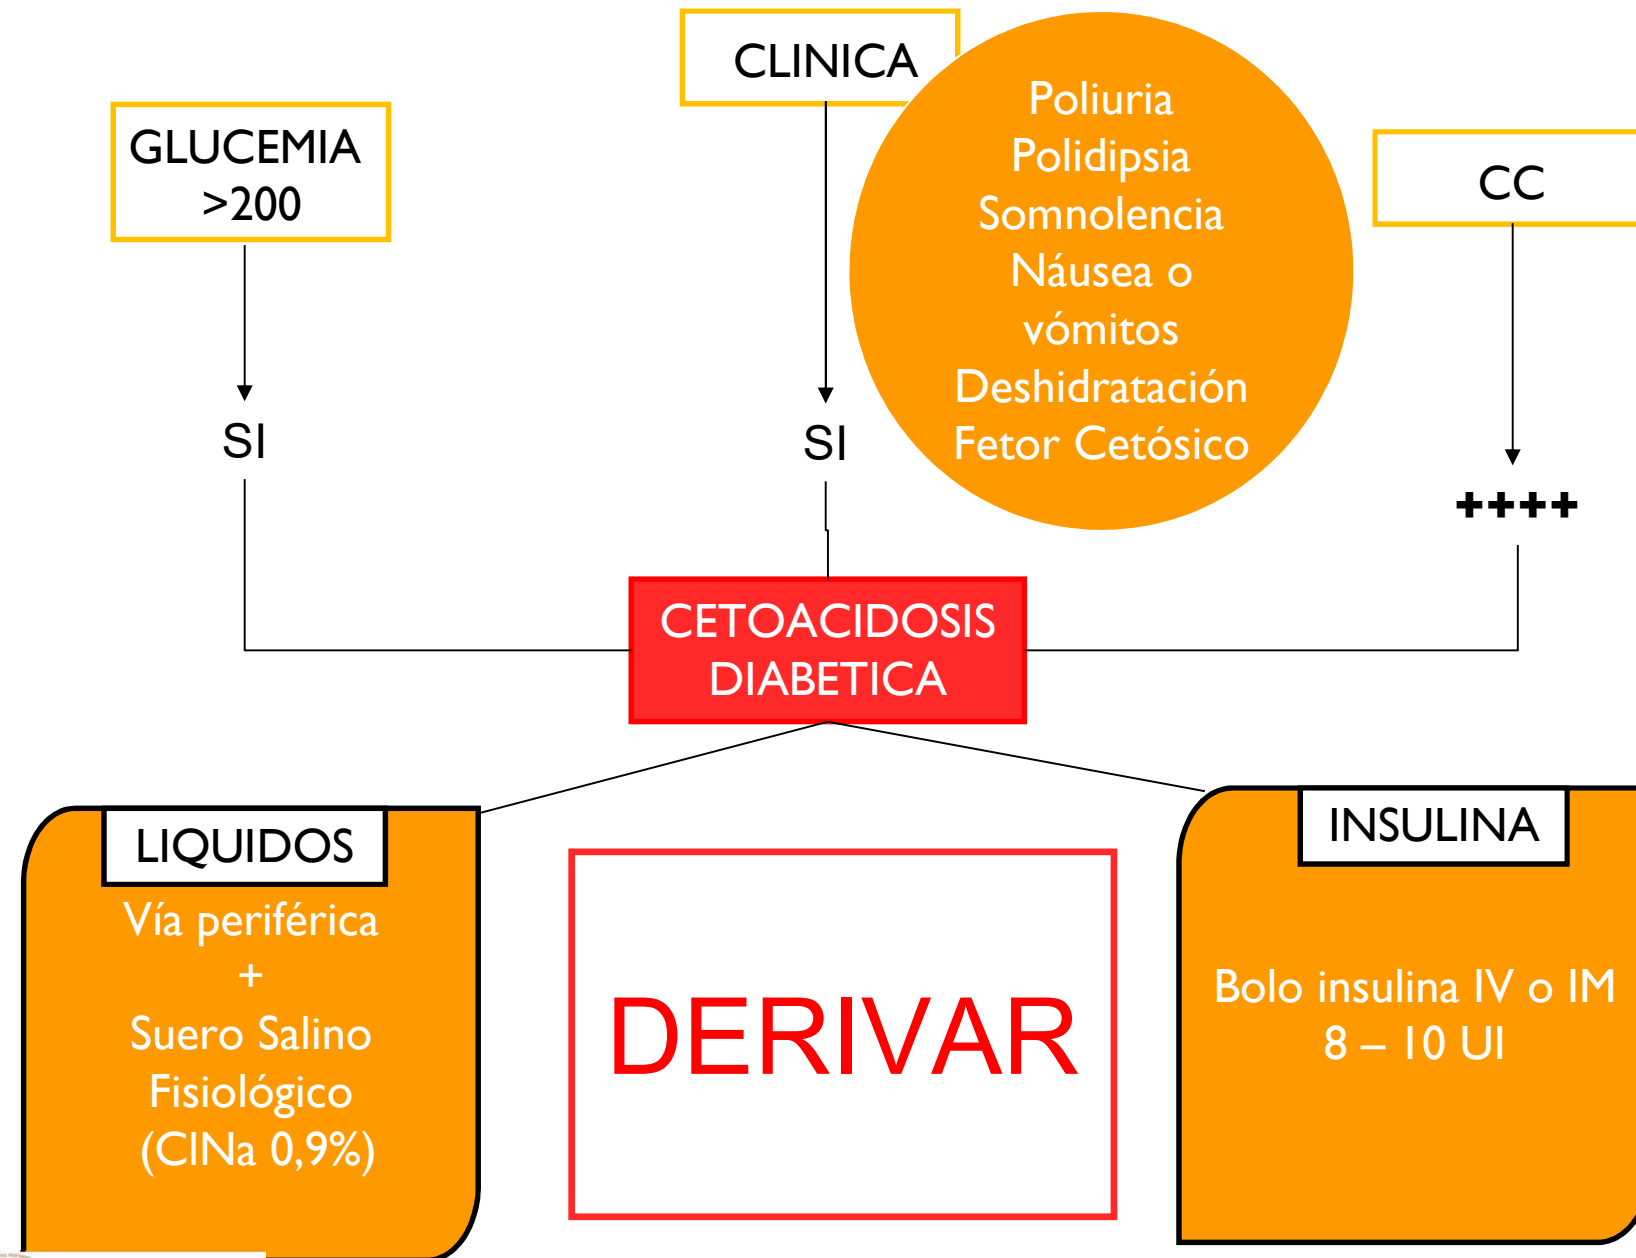 CLINICA
GLUCEMIA
>200
Poliuria
Polidipsia
Somnolencia
Náusea o
vómitos
Deshidratación
Fetor Cetósico
CC
SI
SI
++++
CETOACIDOSIS
DIABETICA
LIQUIDOS
Vía periférica
+
Suero Salino
Fisiológico
(ClNa 0,9%)
DERIVAR
INSULINA
Bolo insulina IV o IM
8 – 10 UI